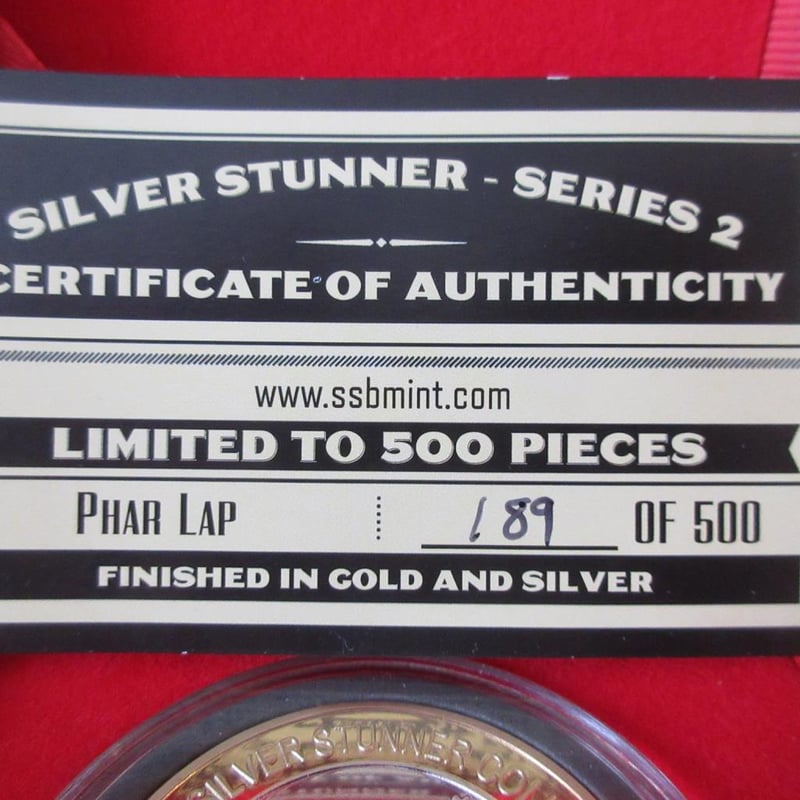 SILVER STUNNER - SERIES 2
CERTIFICATE OF AUTHENTICITY
www.ssbmint.com
LIMITED TO 500 PIECES
PHAR LAP 189 OF 500
FINISHED IN GOLD AND SILVER
SILVER STUNNER